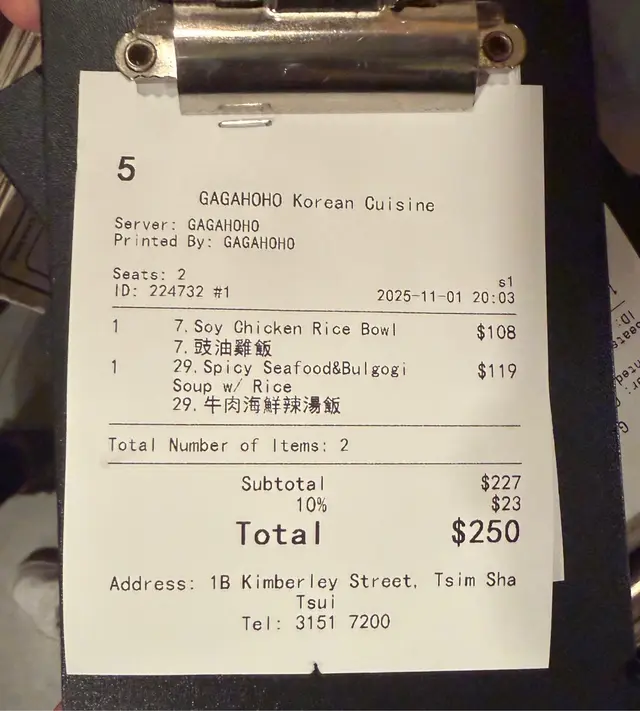 5
GAGAHOHO Korean Cuisine
Server: GAGAHOHO
Printed By: GAGAHOHO
Seats: 2
s1
ID: 224732 #1 2025-11-01 20:03
1 7. Soy Chicken Rice Bowl $108
7. 豉油雞飯
1 29. Spicy Seafood&Bulgogi $119
Soup w/ Rice
29. 牛肉海鮮辣湯飯
Total Number of Items: 2
Subtotal $227
10% $23
Total $250
Address: 1B Kimberley Street, Tsim Sha
Tsui
Tel: 3151 7200